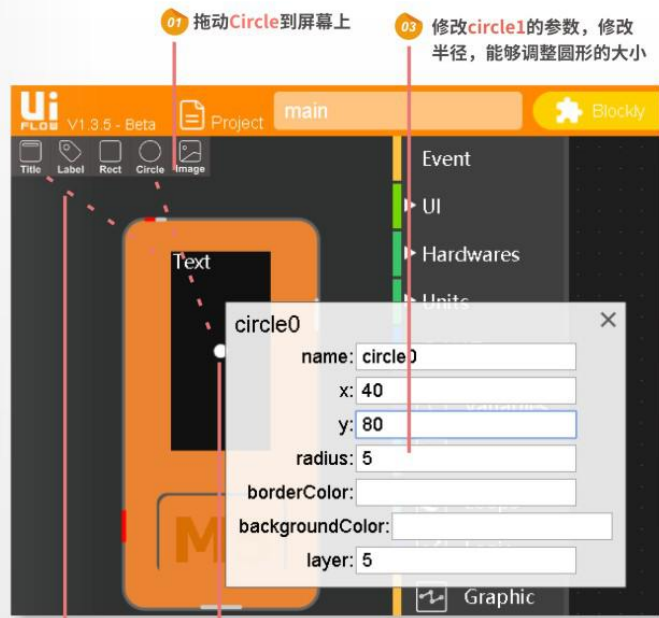 01 拖动Circle到屏幕上
03 修改circle1的参数，修改
半径，能够调整圆形的大小
Ui
FLOW V1.3.5 - Beta
Project
main
Blockly
Title Label Rect Circle Image
Event
UI
Hardwares
Units
Text
circle0
name: circle0
x: 40
y: 80
radius: 5
borderColor:
backgroundColor:
layer: 5
Graphic